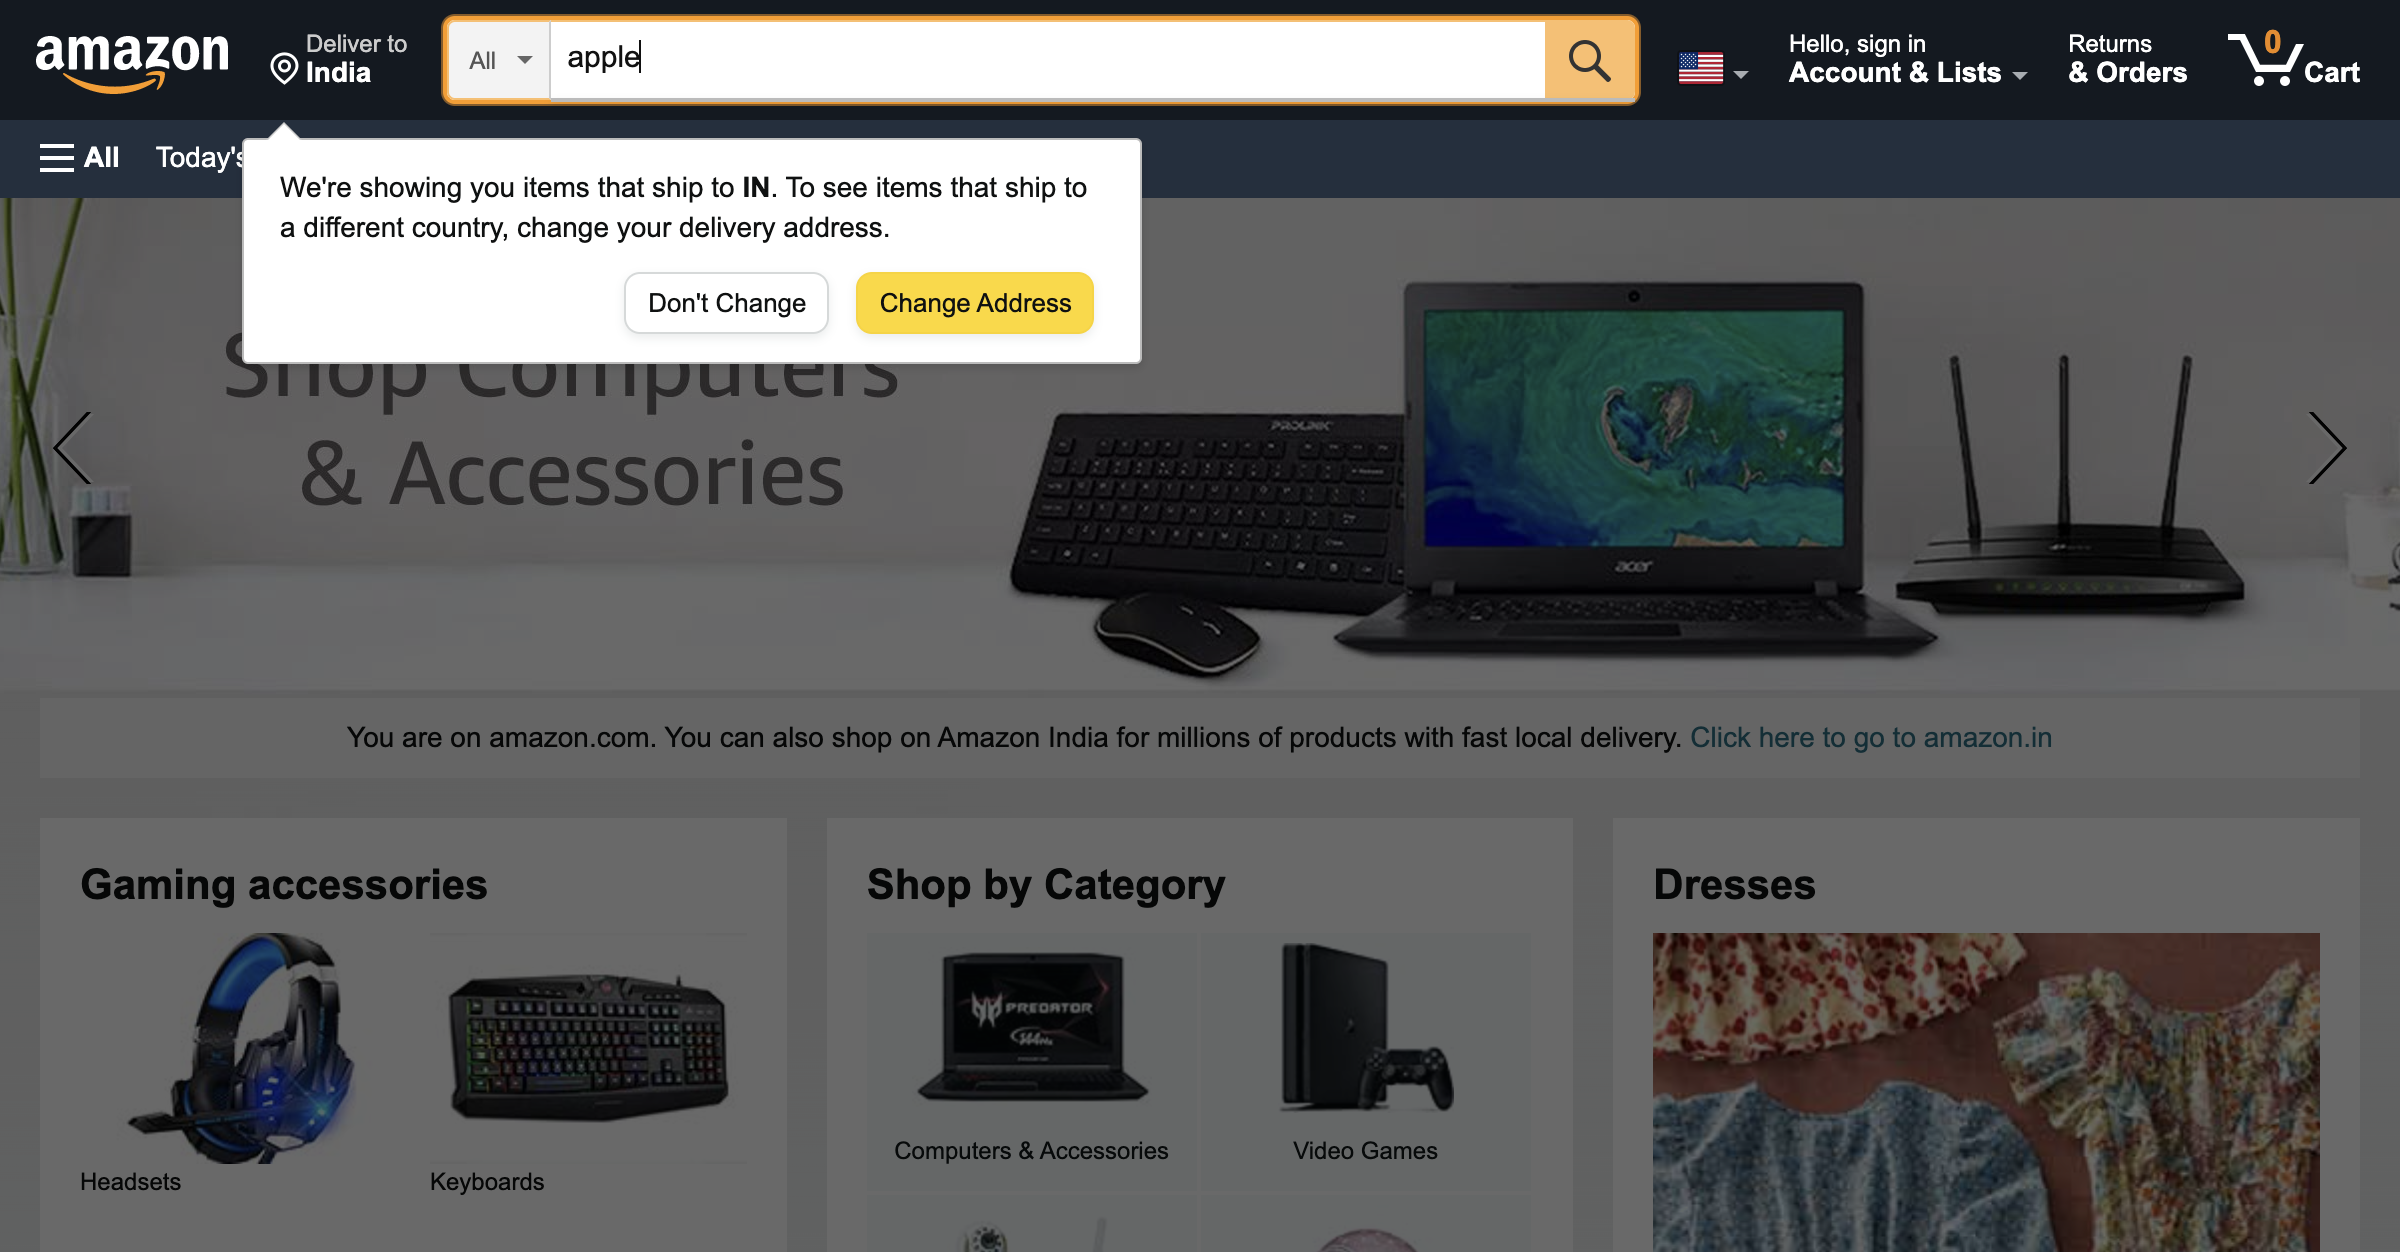 amazon
Deliver to
India
All
apple
Hello, sign in
Account & Lists
Returns
& Orders
0
Cart
All
Today's
We're showing you items that ship to IN. To see items that ship to
a different country, change your delivery address.
Don't Change
Change Address
Shop Computers
& Accessories
PROLINK
acer
You are on amazon.com. You can also shop on Amazon India for millions of products with fast local delivery. Click here to go to amazon.in
Gaming accessories
Headsets
Keyboards
Shop by Category
PREDATOR
Computers & Accessories
Video Games
Dresses